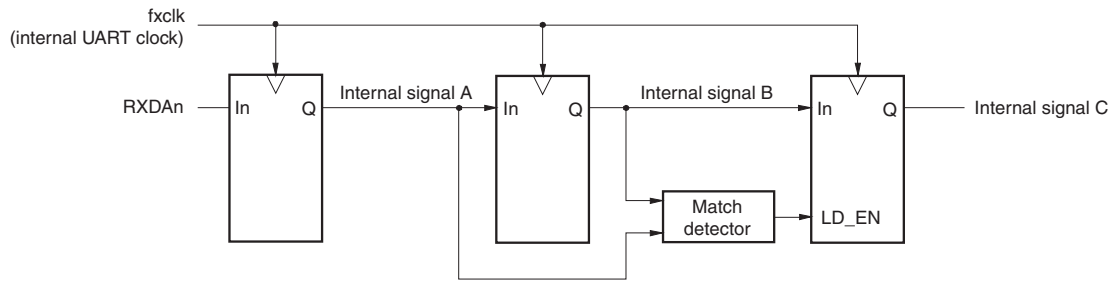 fxclk
(internal UART clock)
RXDAn
In
Q
Internal signal A
In
Q
Internal signal B
In
Q
Internal signal C
Match
detector
LD_EN